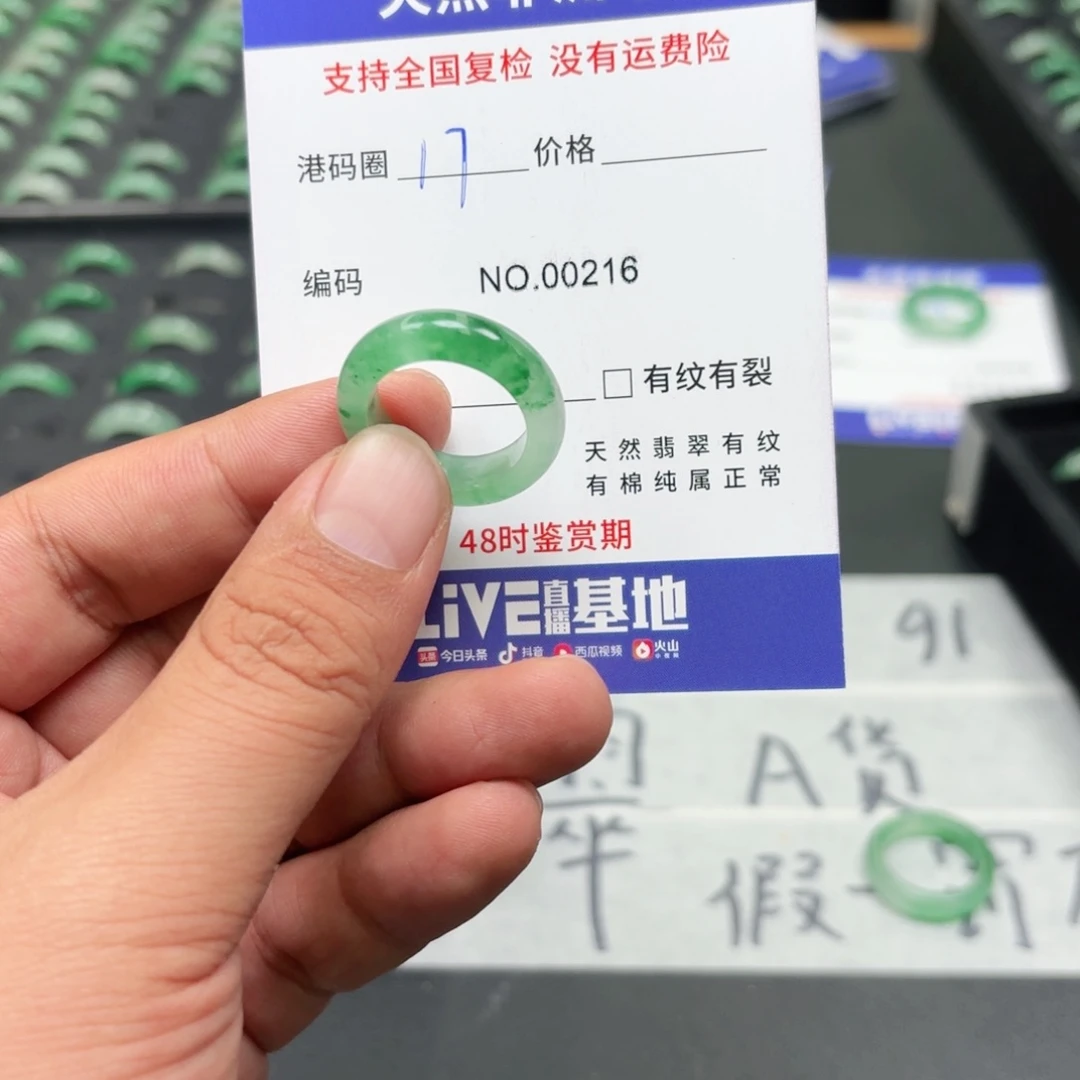 支持全国复检 没有运费险
港码圈 17 价格
编码 NO.00216
有纹有裂
天然翡翠有纹
有棉纯属正常
48时鉴赏期
LIVE直播基地
头条 今日头条 抖音 西瓜视频 火山
91
A货
假一